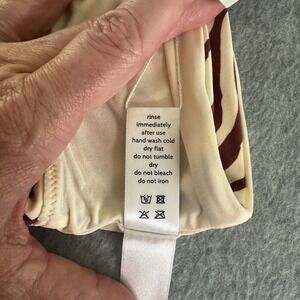 rinse
immediately
after use
hand wash cold
dry flat
do not tumble
dry
do not bleach
do not iron